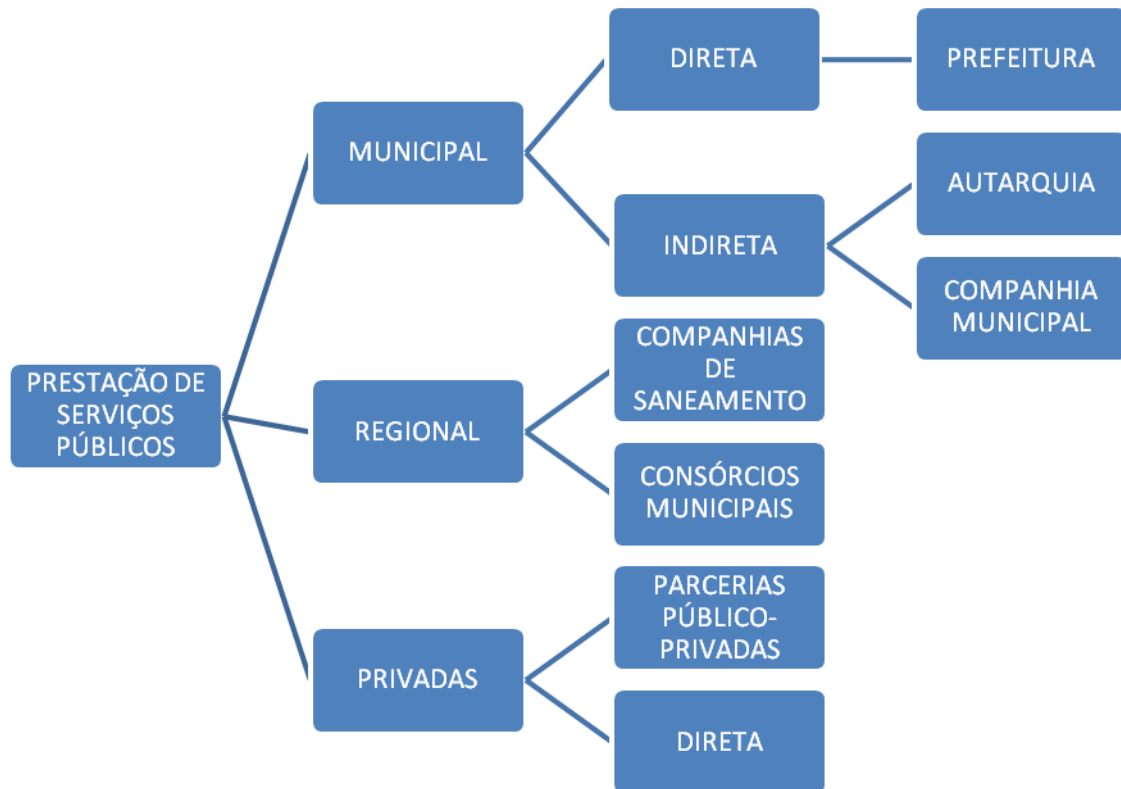 PRESTAÇÃO DE
SERVIÇOS
PÚBLICOS
MUNICIPAL
DIRETA
PREFEITURA
INDIRETA
AUTARQUIA
COMPANHIA
MUNICIPAL
REGIONAL
COMPANHIAS
DE
SANEAMENTO
CONSÓRCIOS
MUNICIPAIS
PRIVADAS
PARCERIAS
PÚBLICO-
PRIVADAS
DIRETA